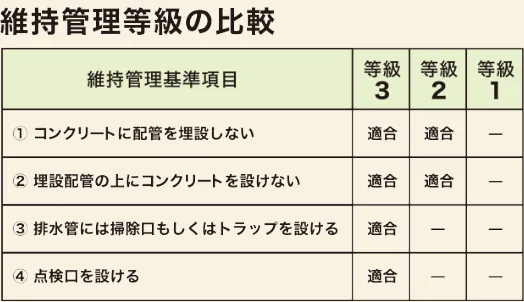 維持管理等級の比較
維持管理基準項目 等級3 等級2 等級1
① コンクリートに配管を埋設しない 適合 適合 —
② 埋設配管の上にコンクリートを設けない 適合 適合 —
③ 排水管には掃除口もしくはトラップを設ける 適合 — —
④ 点検口を設ける 適合 — —